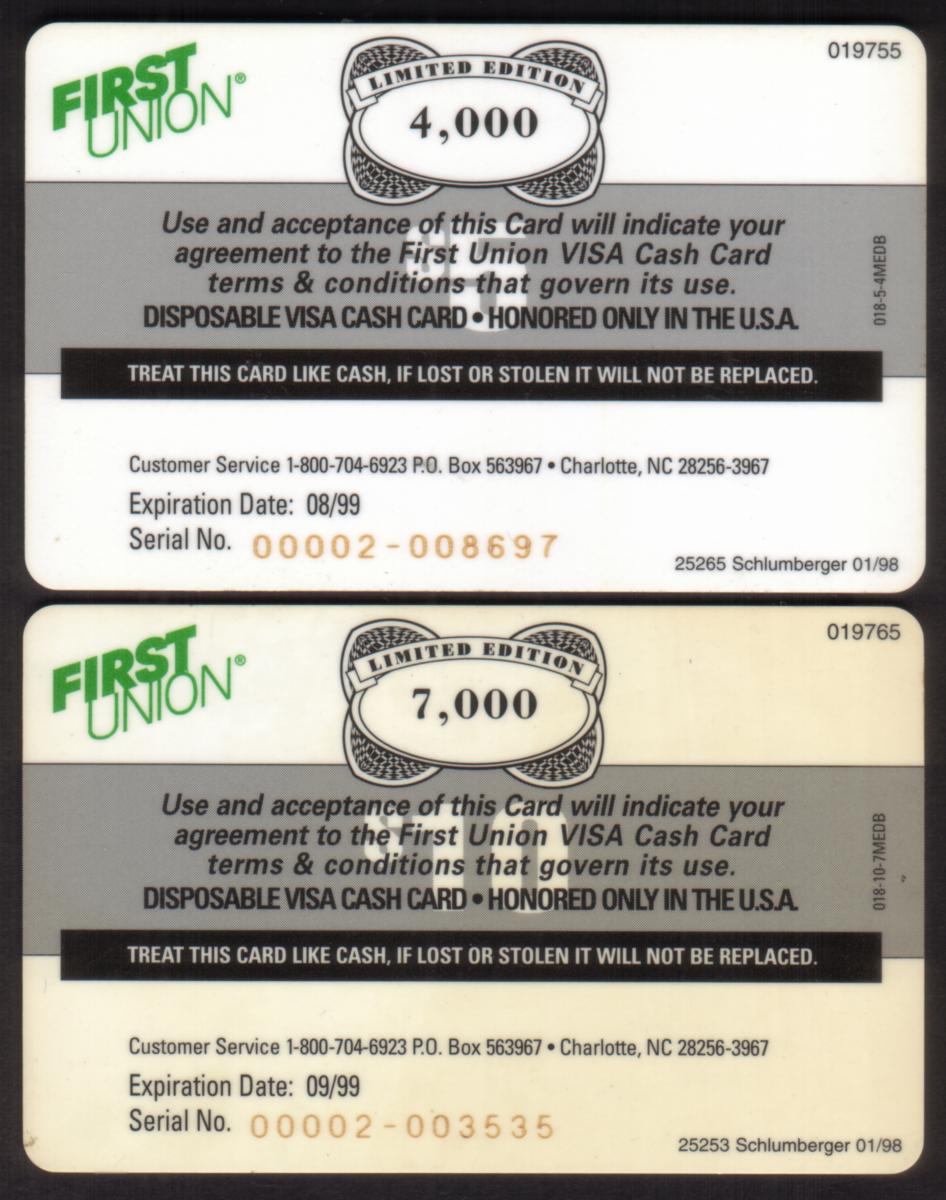 FIRST UNION®
LIMITED EDITION
4,000
019755
$5
Use and acceptance of this Card will indicate your
agreement to the First Union VISA Cash Card
terms & conditions that govern its use.
DISPOSABLE VISA CASH CARD • HONORED ONLY IN THE U.S.A.
018-5-4MEDB
TREAT THIS CARD LIKE CASH, IF LOST OR STOLEN IT WILL NOT BE REPLACED.
Customer Service 1-800-704-6923 P.O. Box 563967 • Charlotte, NC 28256-3967
Expiration Date: 08/99
Serial No. 00002-008697
25265 Schlumberger 01/98
FIRST UNION®
LIMITED EDITION
7,000
019765
$10
Use and acceptance of this Card will indicate your
agreement to the First Union VISA Cash Card
terms & conditions that govern its use.
DISPOSABLE VISA CASH CARD • HONORED ONLY IN THE U.S.A.
018-10-7MEDB
TREAT THIS CARD LIKE CASH, IF LOST OR STOLEN IT WILL NOT BE REPLACED.
Customer Service 1-800-704-6923 P.O. Box 563967 • Charlotte, NC 28256-3967
Expiration Date: 09/99
Serial No. 00002-003535
25253 Schlumberger 01/98